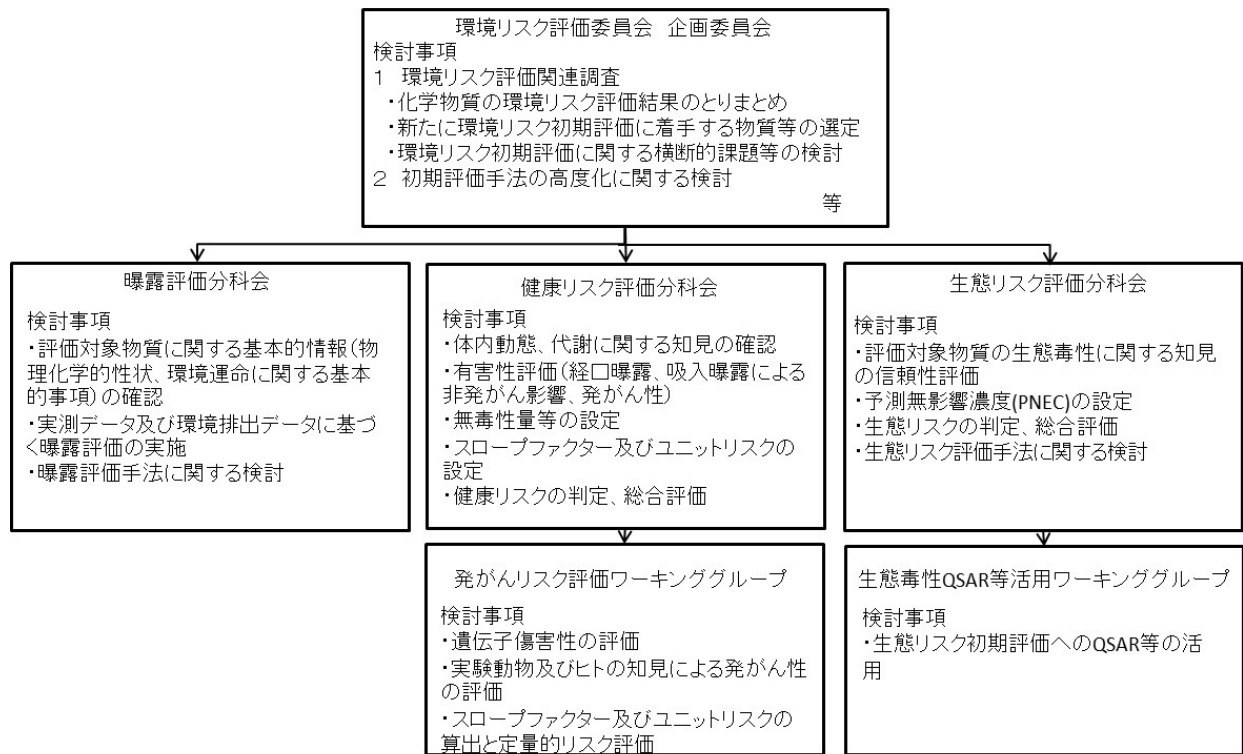 環境リスク評価委員会　企画委員会
検討事項
１　環境リスク評価関連調査
・化学物質の環境リスク評価結果のとりまとめ
・新たに環境リスク初期評価に着手する物質等の選定
・環境リスク初期評価に関する横断的課題等の検討
２　初期評価手法の高度化に関する検討
等
曝露評価分科会
検討事項
・評価対象物質に関する基本的情報（物
理化学的性状、環境運命に関する基本
的事項）の確認
・実測データ及び環境排出データに基づ
く曝露評価の実施
・曝露評価手法に関する検討
健康リスク評価分科会
検討事項
・体内動態、代謝に関する知見の確認
・有害性評価（経口曝露、吸入曝露による
非発がん影響、発がん性）
・無毒性量等の設定
・スロープファクター及びユニットリスクの
設定
・健康リスクの判定、総合評価
生態リスク評価分科会
検討事項
・評価対象物質の生態毒性に関する知見
の信頼性評価
・予測無影響濃度(PNEC)の設定
・生態リスクの判定、総合評価
・生態リスク評価手法に関する検討
発がんリスク評価ワーキンググループ
検討事項
・遺伝子傷害性の評価
・実験動物及びヒトの知見による発がん性
の評価
・スロープファクター及びユニットリスクの
算出と定量的リスク評価
生態毒性QSAR等活用ワーキンググループ
検討事項
・生態リスク初期評価へのQSAR等の活
用